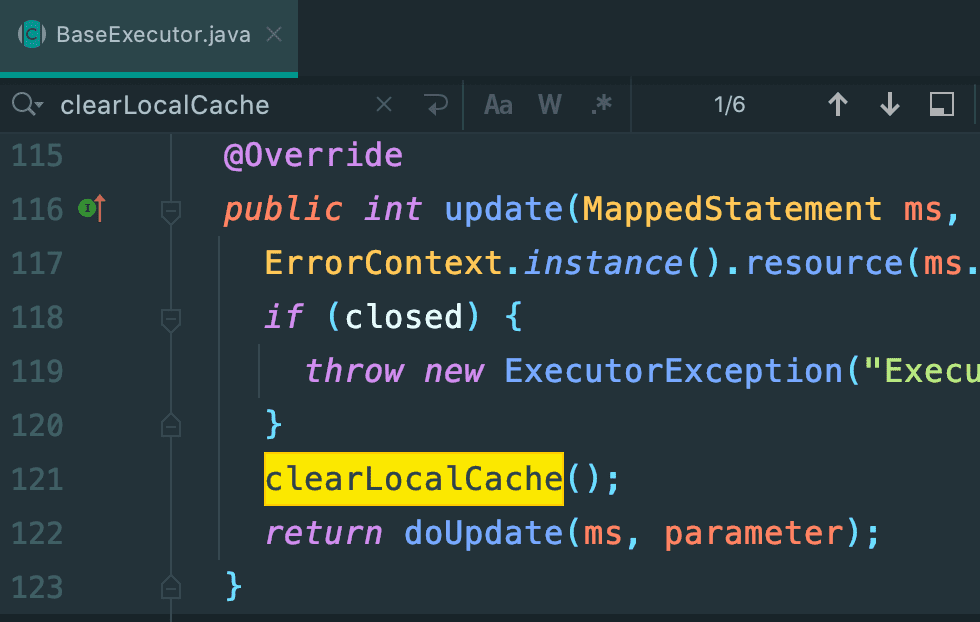 BaseExecutor.java
clearLocalCache Aa W .* 1/6
115 @Override
116 public int update(MappedStatement ms,
117 ErrorContext.instance().resource(ms.
118 if (closed) {
119 throw new ExecutorException("Execu
120 }
121 clearLocalCache();
122 return doUpdate(ms, parameter);
123 }